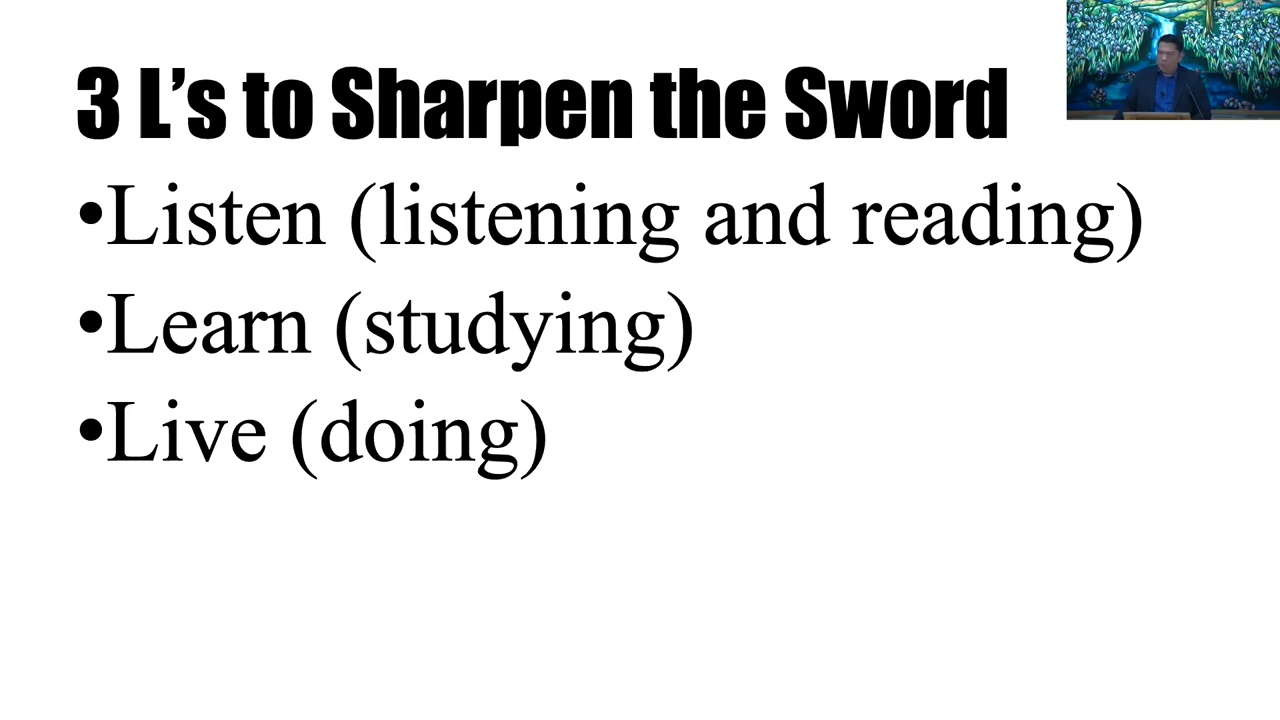 3 L’s to Sharpen the Sword
•Listen (listening and reading)
•Learn (studying)
•Live (doing)